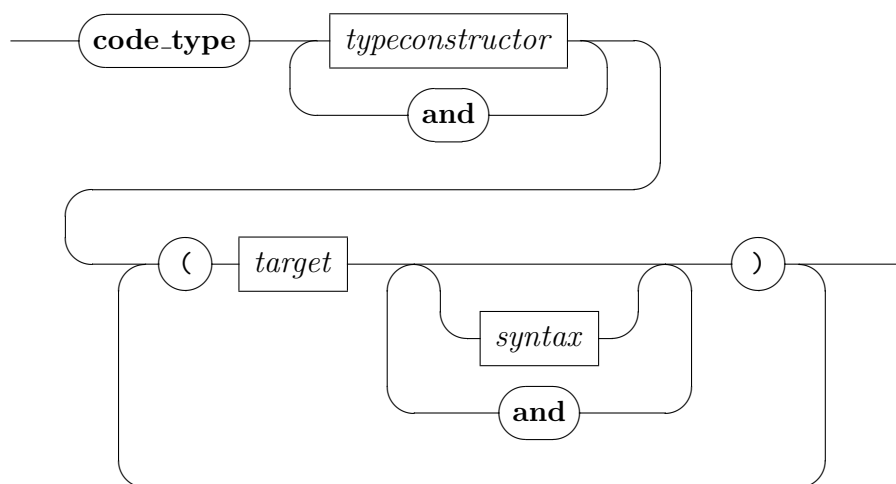 code_type typeconstructor
and
( target )
syntax
and